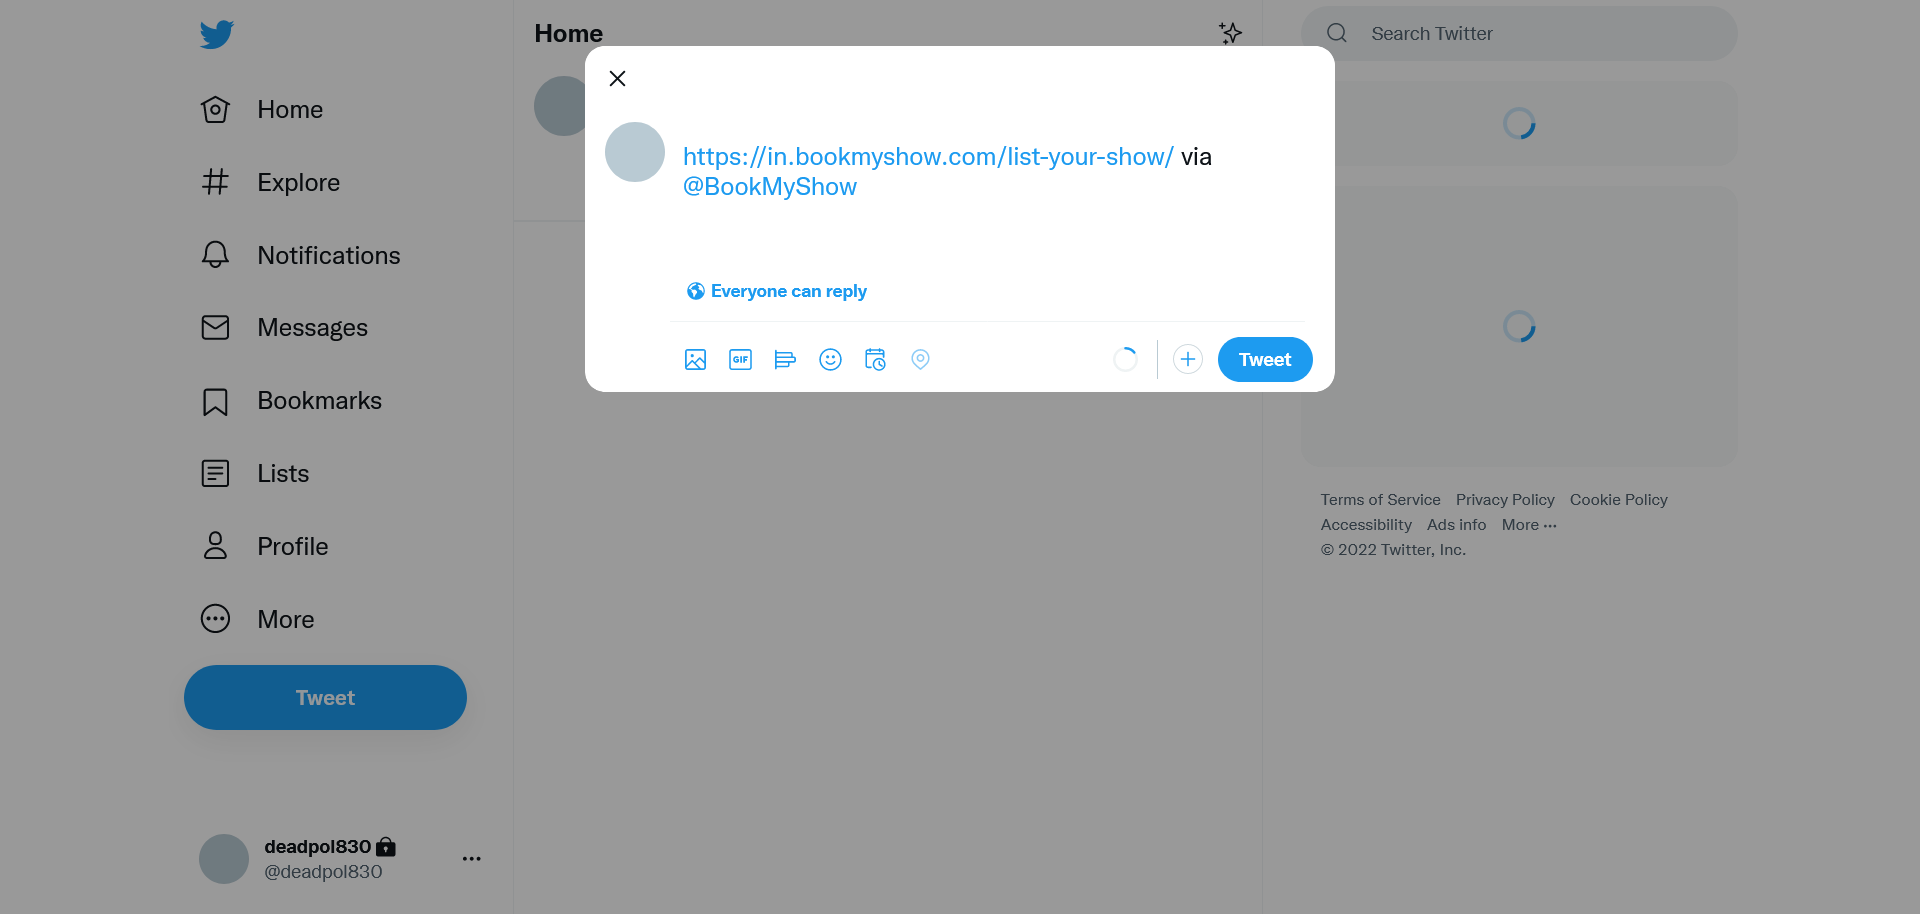 Home
Explore
Notifications
Messages
Bookmarks
Lists
Profile
More
Tweet
deadpol830
@deadpol830
Home
https://in.bookmyshow.com/list-your-show/ via
@BookMyShow
Everyone can reply
GIF
Tweet
Search Twitter
Terms of Service Privacy Policy Cookie Policy
Accessibility Ads info More ···
© 2022 Twitter, Inc.